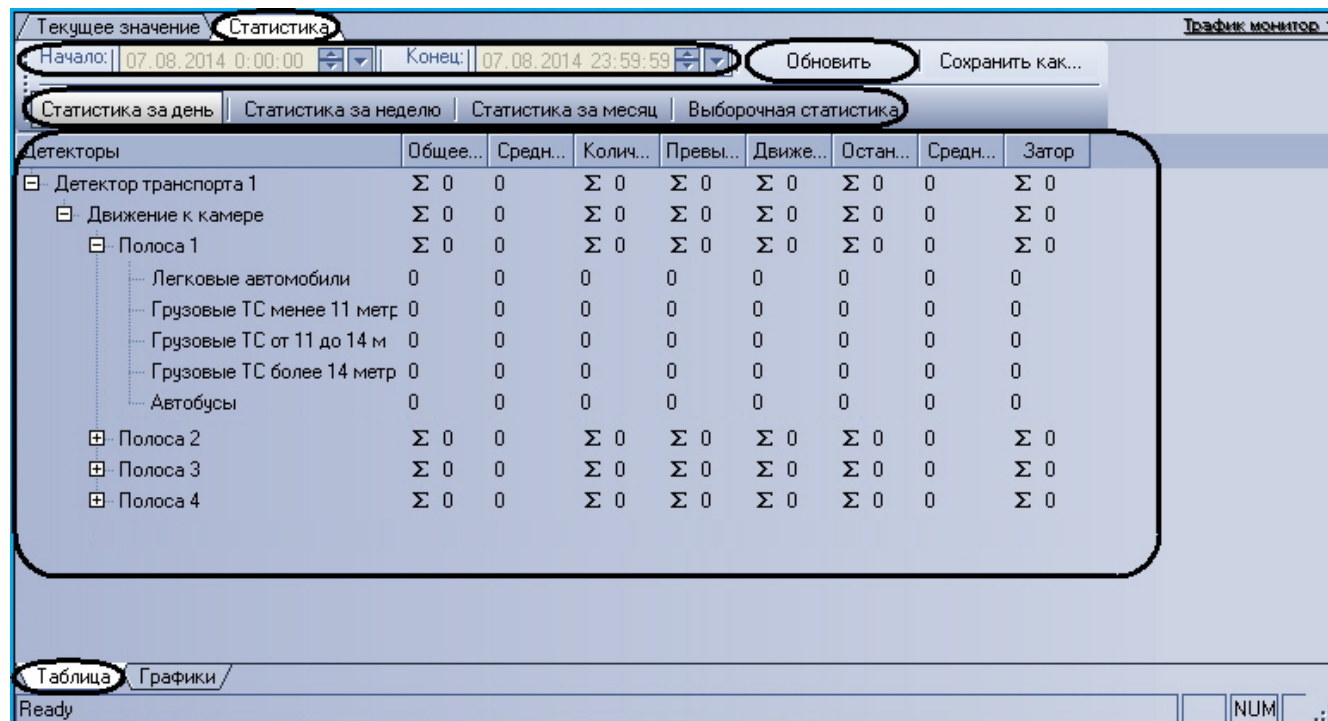 Текущее значение Статистика Трафик монитор 1
Начало: 07.08.2014 0:00:00 Конец: 07.08.2014 23:59:59 Обновить Сохранить как...
Статистика за день Статистика за неделю Статистика за месяц Выборочная статистика
Детекторы Общее... Средн... Колич... Превы... Движе... Остан... Средн... Затор
Детектор транспорта 1 Σ 0 0 Σ 0 Σ 0 Σ 0 Σ 0 0 Σ 0
Движение к камере Σ 0 0 Σ 0 Σ 0 Σ 0 Σ 0 0 Σ 0
Полоса 1 Σ 0 0 Σ 0 Σ 0 Σ 0 Σ 0 0 Σ 0
Легковые автомобили 0 0 0 0 0 0 0 0
Грузовые ТС менее 11 метр 0 0 0 0 0 0 0 0
Грузовые ТС от 11 до 14 м 0 0 0 0 0 0 0 0
Грузовые ТС более 14 метр 0 0 0 0 0 0 0 0
Автобусы 0 0 0 0 0 0 0 0
Полоса 2 Σ 0 0 Σ 0 Σ 0 Σ 0 Σ 0 0 Σ 0
Полоса 3 Σ 0 0 Σ 0 Σ 0 Σ 0 Σ 0 0 Σ 0
Полоса 4 Σ 0 0 Σ 0 Σ 0 Σ 0 Σ 0 0 Σ 0
Таблица Графики
Ready NUM